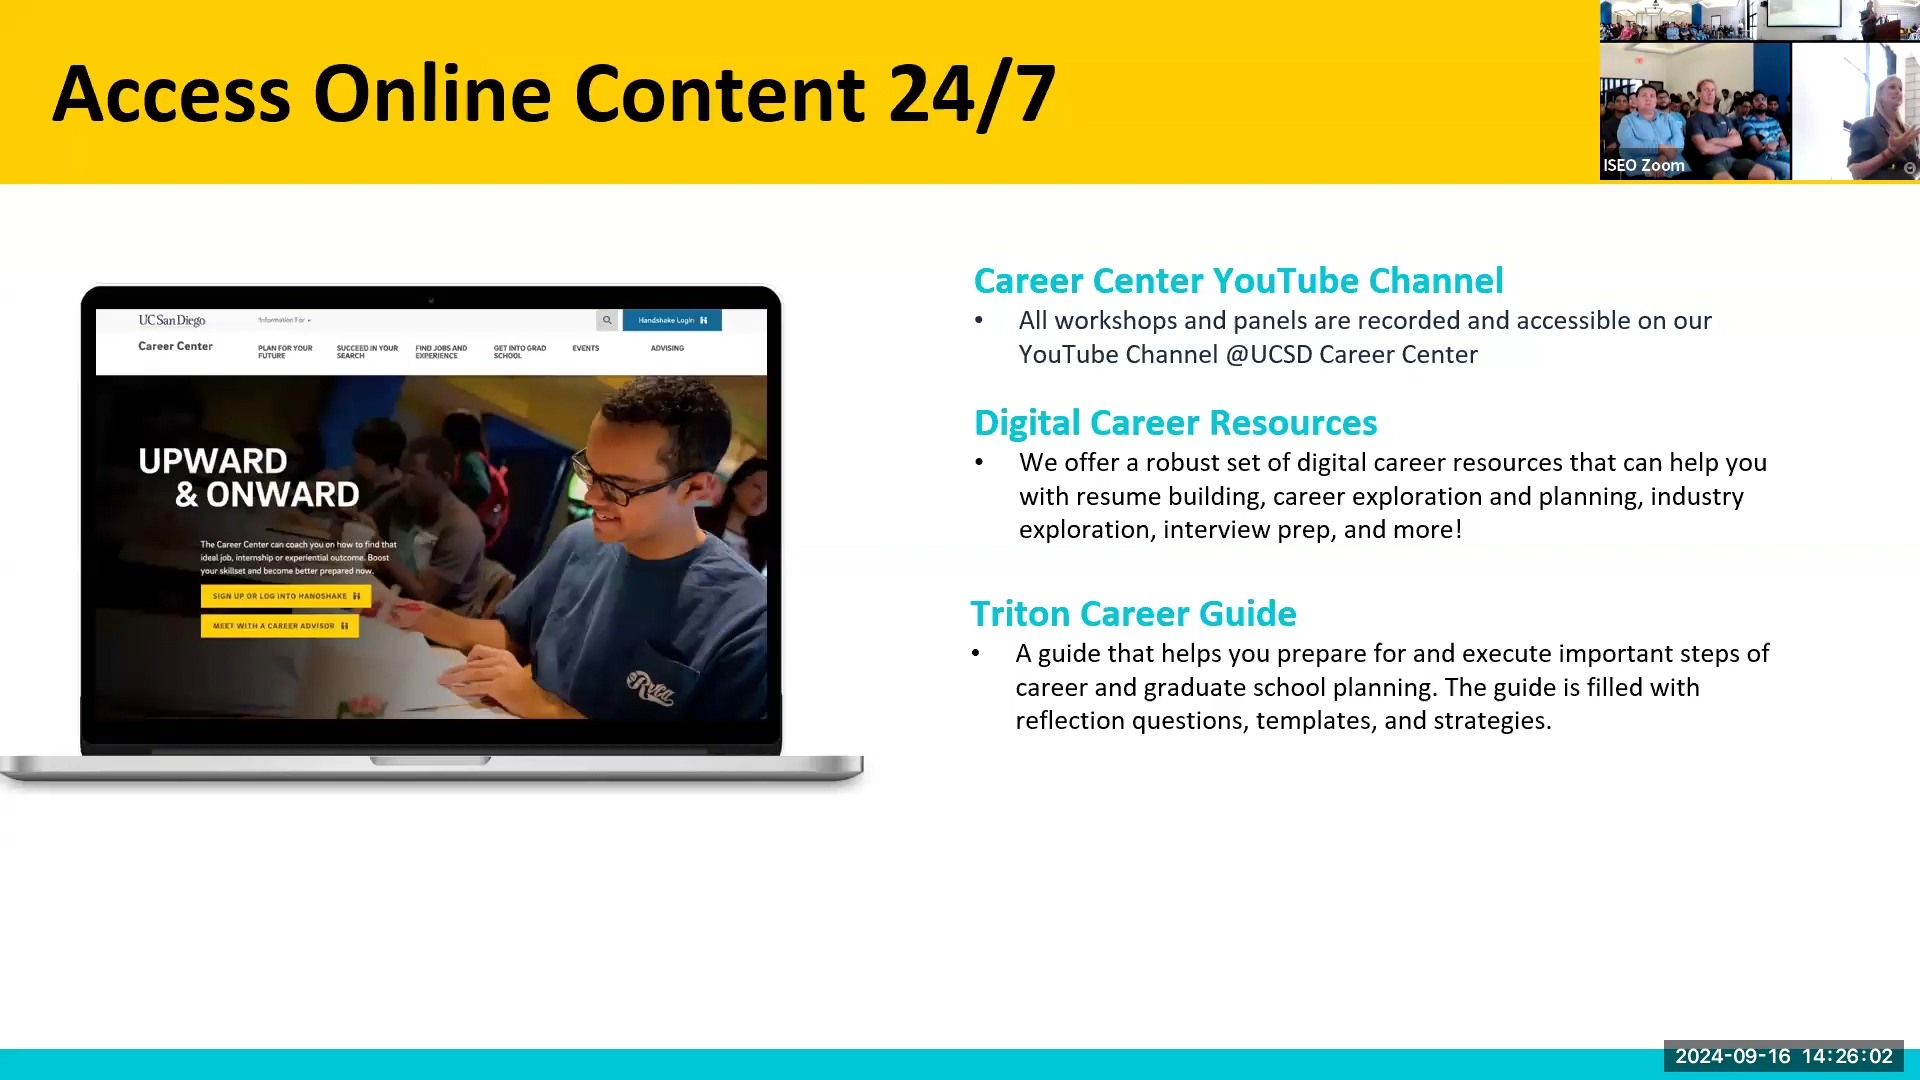 Access Online Content 24/7
ISEO Zoom
UC San Diego
Information For
Handshake Login
Career Center
PLAN FOR YOUR
FUTURE
SUCCEED IN YOUR
SEARCH
FIND JOBS AND
EXPERIENCE
GET INTO GRAD
SCHOOL
EVENTS
ADVISING
UPWARD
& ONWARD
The Career Center can coach you on how to find that
ideal job, internship or experiential outcome. Boost
your skillset and become better prepared now.
SIGN UP OR LOG INTO HANDSHAKE
MEET WITH A CAREER ADVISOR
Career Center YouTube Channel
• All workshops and panels are recorded and accessible on our
YouTube Channel @UCSD Career Center
Digital Career Resources
• We offer a robust set of digital career resources that can help you
with resume building, career exploration and planning, industry
exploration, interview prep, and more!
Triton Career Guide
• A guide that helps you prepare for and execute important steps of
career and graduate school planning. The guide is filled with
reflection questions, templates, and strategies.
2024-09-16 14:26:02